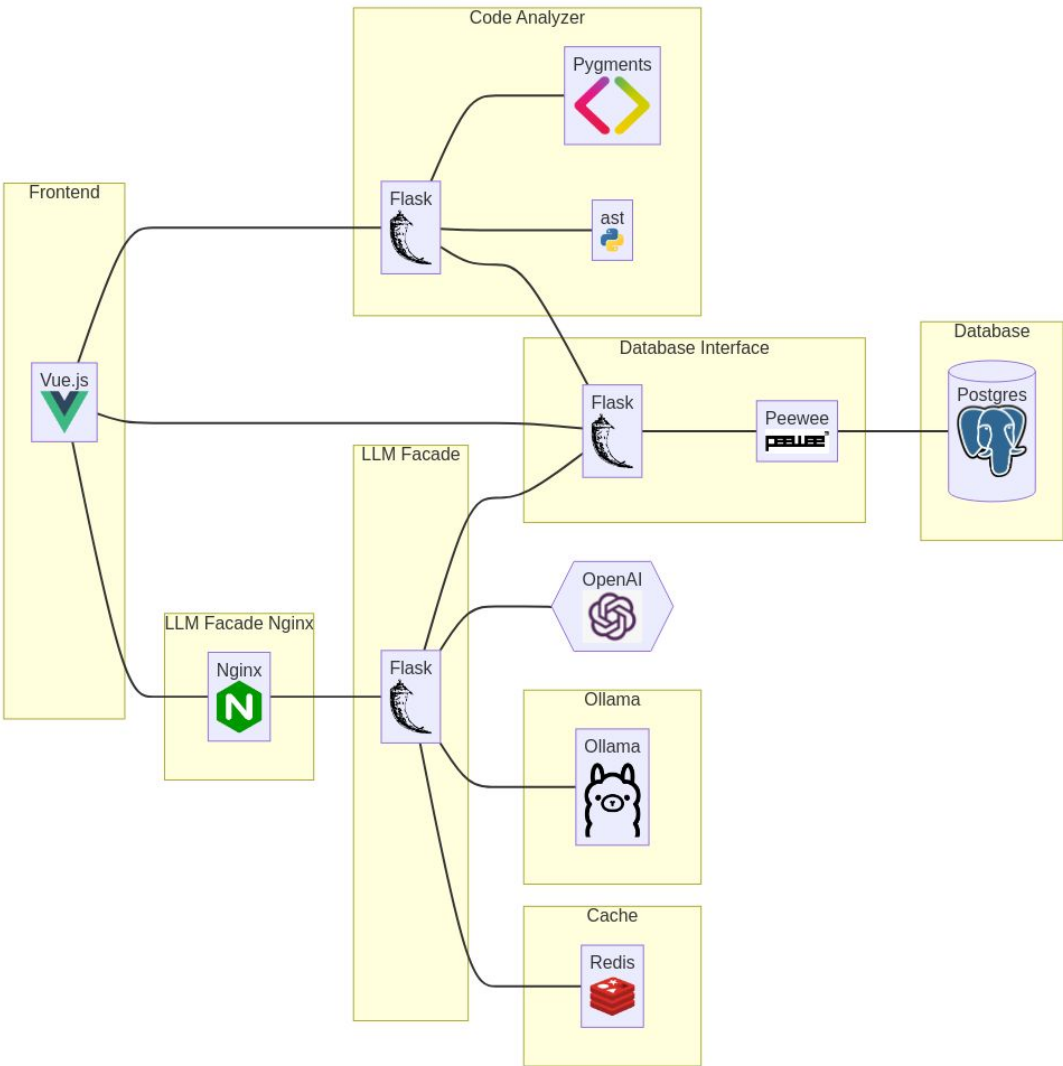 Code Analyzer
Pygments
Flask
ast
Frontend
Vue.js
Database Interface
Flask
Peewee
peewee
Database
Postgres
LLM Facade
Flask
OpenAI
LLM Facade Nginx
Nginx
N
Ollama
Ollama
Cache
Redis